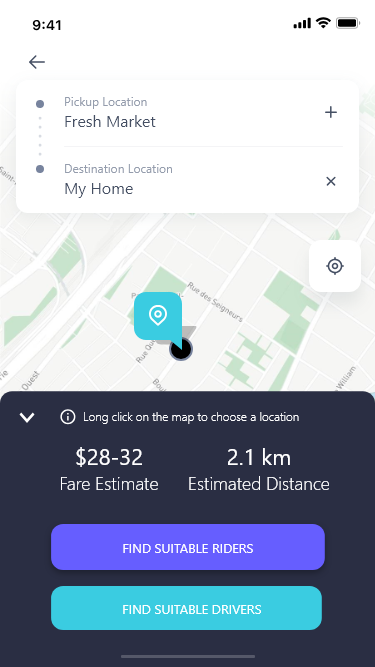 9:41
Pickup Location
Fresh Market
Destination Location
My Home
Rue des Seigneurs
William
Long click on the map to choose a location
$28-32
2.1 km
Fare Estimate
Estimated Distance
FIND SUITABLE RIDERS
FIND SUITABLE DRIVERS